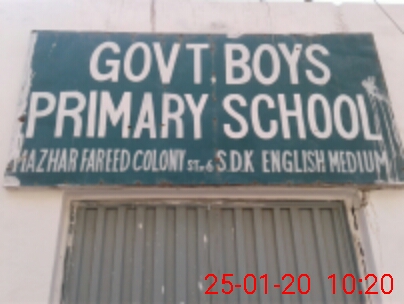 GOVT BOYS
PRIMARY SCHOOL
MAZHAR FAREED COLONY ST=6 S.D.K ENGLISH MEDIUM
25-01-20 10:20